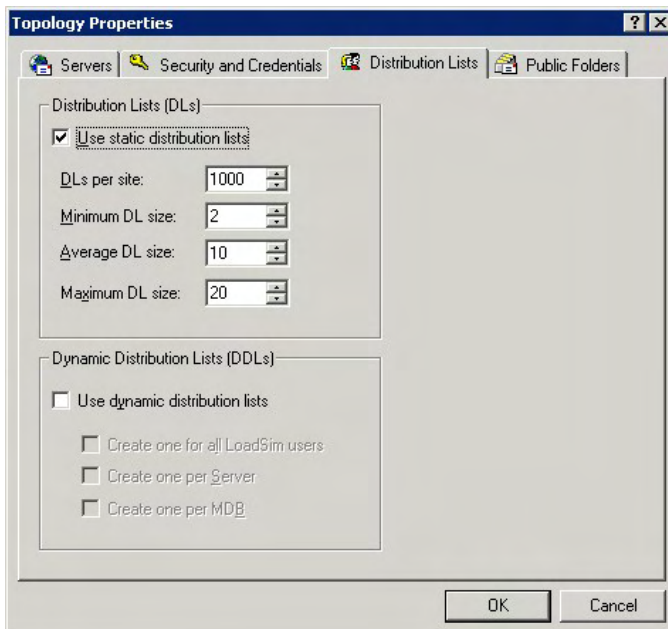 Topology Properties
Servers
Security and Credentials
Distribution Lists
Public Folders
Distribution Lists (DLs)
Use static distribution lists
DLs per site: 1000
Minimum DL size: 2
Average DL size: 10
Maximum DL size: 20
Dynamic Distribution Lists (DDLs)
Use dynamic distribution lists
Create one for all LoadSim users
Create one per Server
Create one per MDB
OK
Cancel